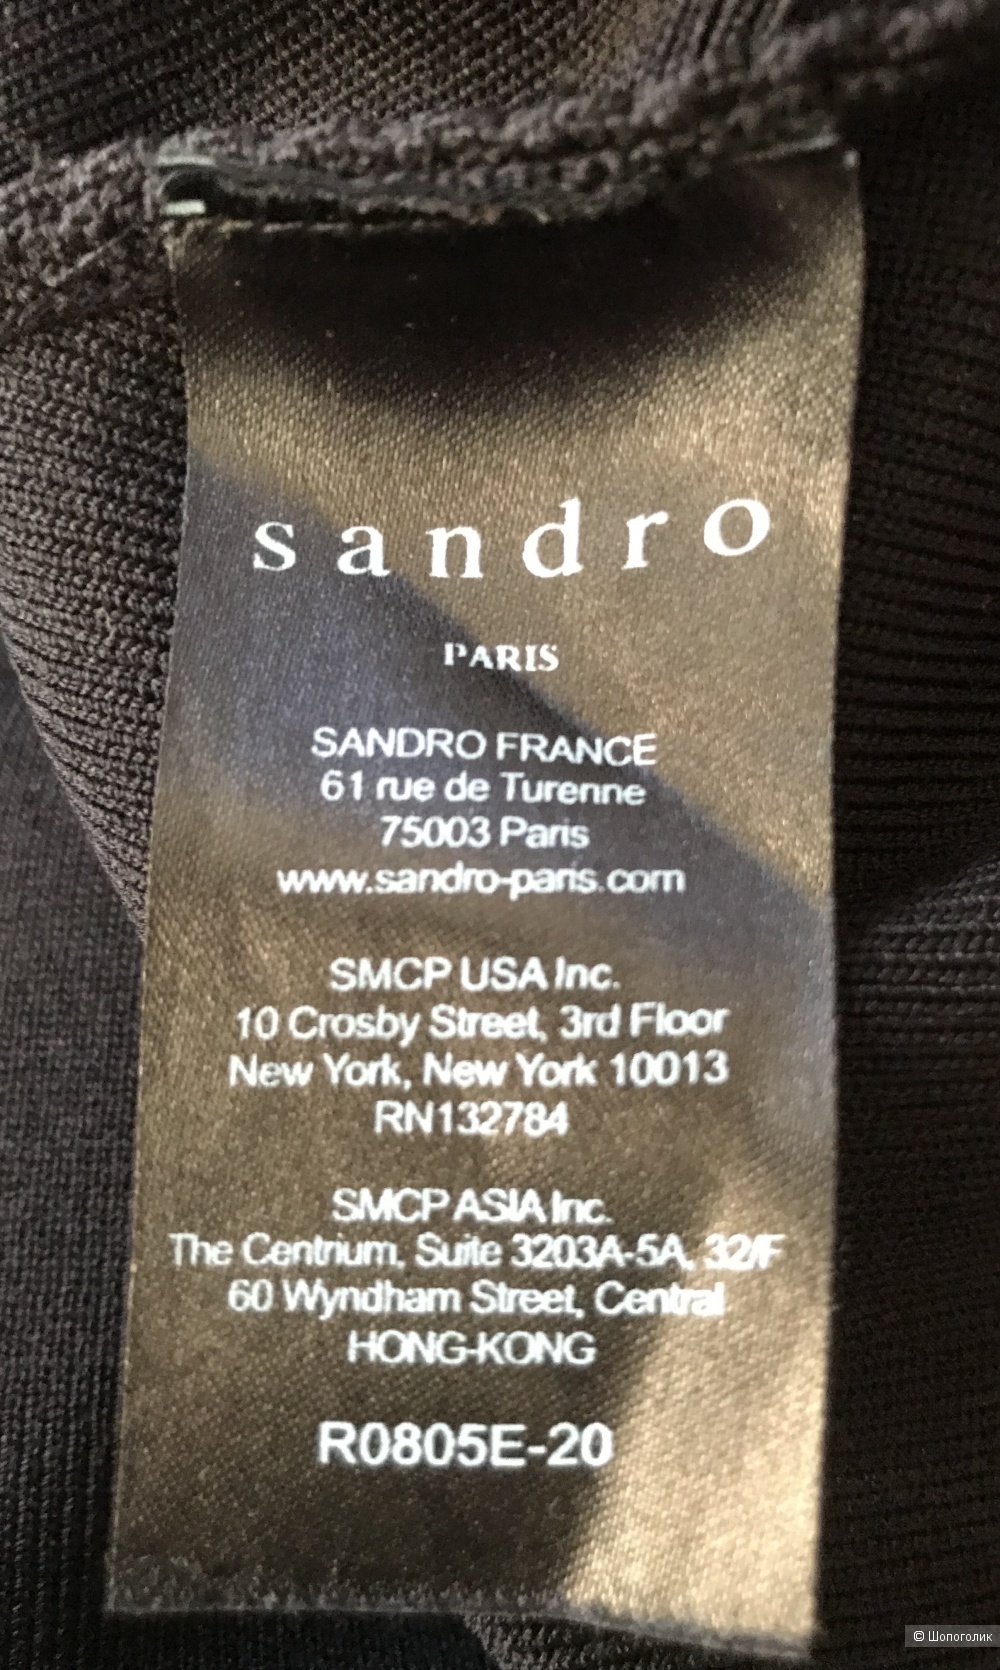 sandro
PARIS
SANDRO FRANCE
61 rue de Turenne
75003 Paris
www.sandro-paris.com
SMCP USA Inc.
10 Crosby Street, 3rd Floor
New York, New York 10013
RN132784
SMCP ASIA Inc.
The Centrium, Suite 3203A-5A, 32/F
60 Wyndham Street, Central
HONG-KONG
R0805E-20
© Шопоголик